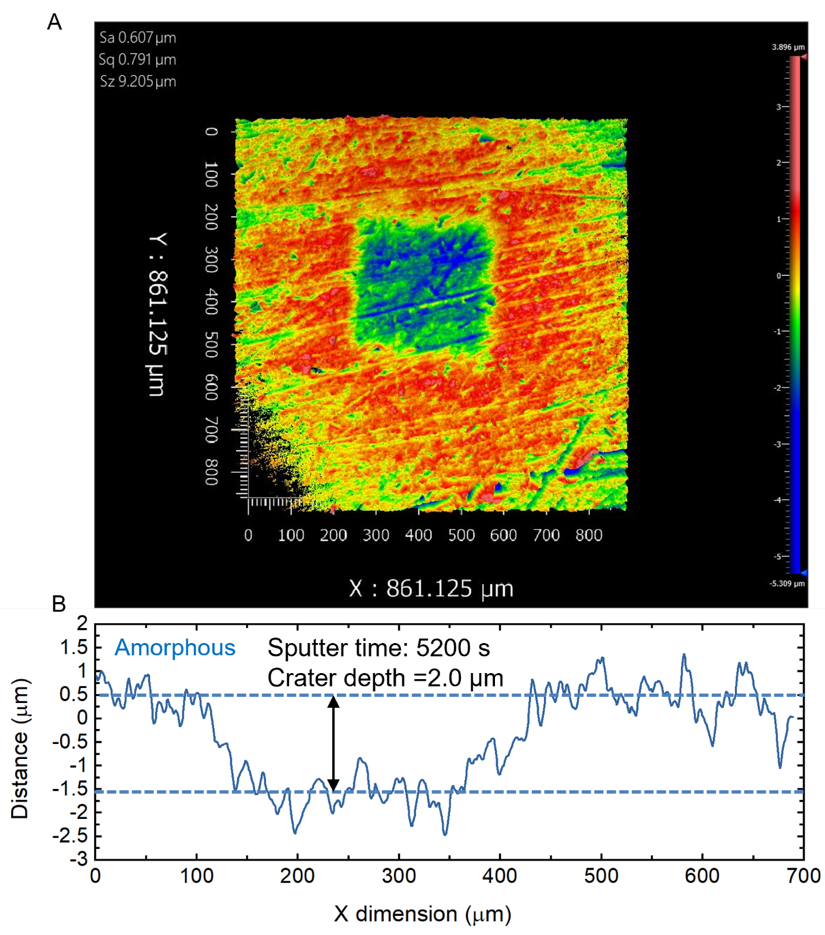 A
Sa 0.607 µm
Sq 0.791 µm
Sz 9.205 µm
3.896 µm
3
2
1
0
-1
-2
-3
-4
-5
-5.309 µm
0
100
200
300
400
500
600
700
800
Y : 861.125 µm
0 100 200 300 400 500 600 700 800
X : 861.125 µm
B
Amorphous
Sputter time: 5200 s
Crater depth =2.0 µm
Distance (µm)
2
1.5
1
0.5
0
-0.5
-1
-1.5
-2
-2.5
-3
0 100 200 300 400 500 600 700
X dimension (µm)